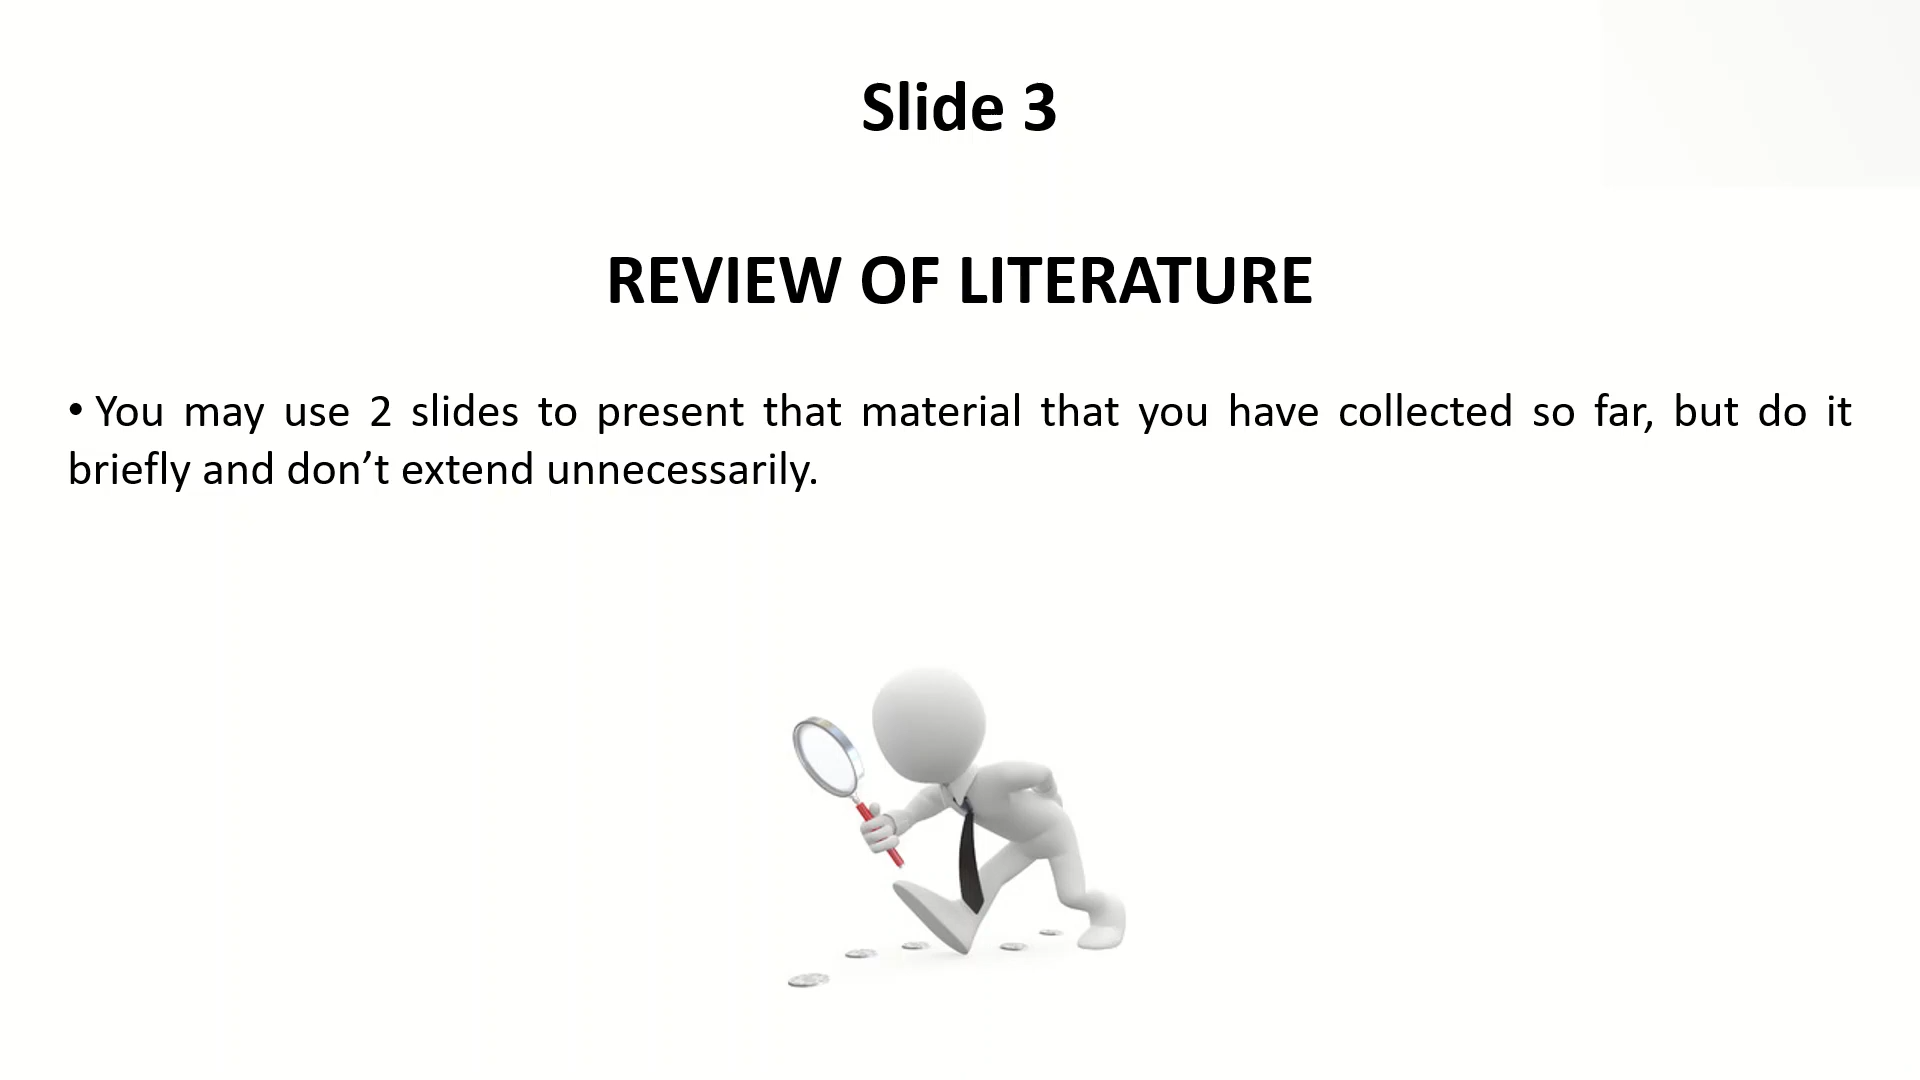 Slide 3
REVIEW OF LITERATURE
• You may use 2 slides to present that material that you have collected so far, but do it
briefly and don’t extend unnecessarily.